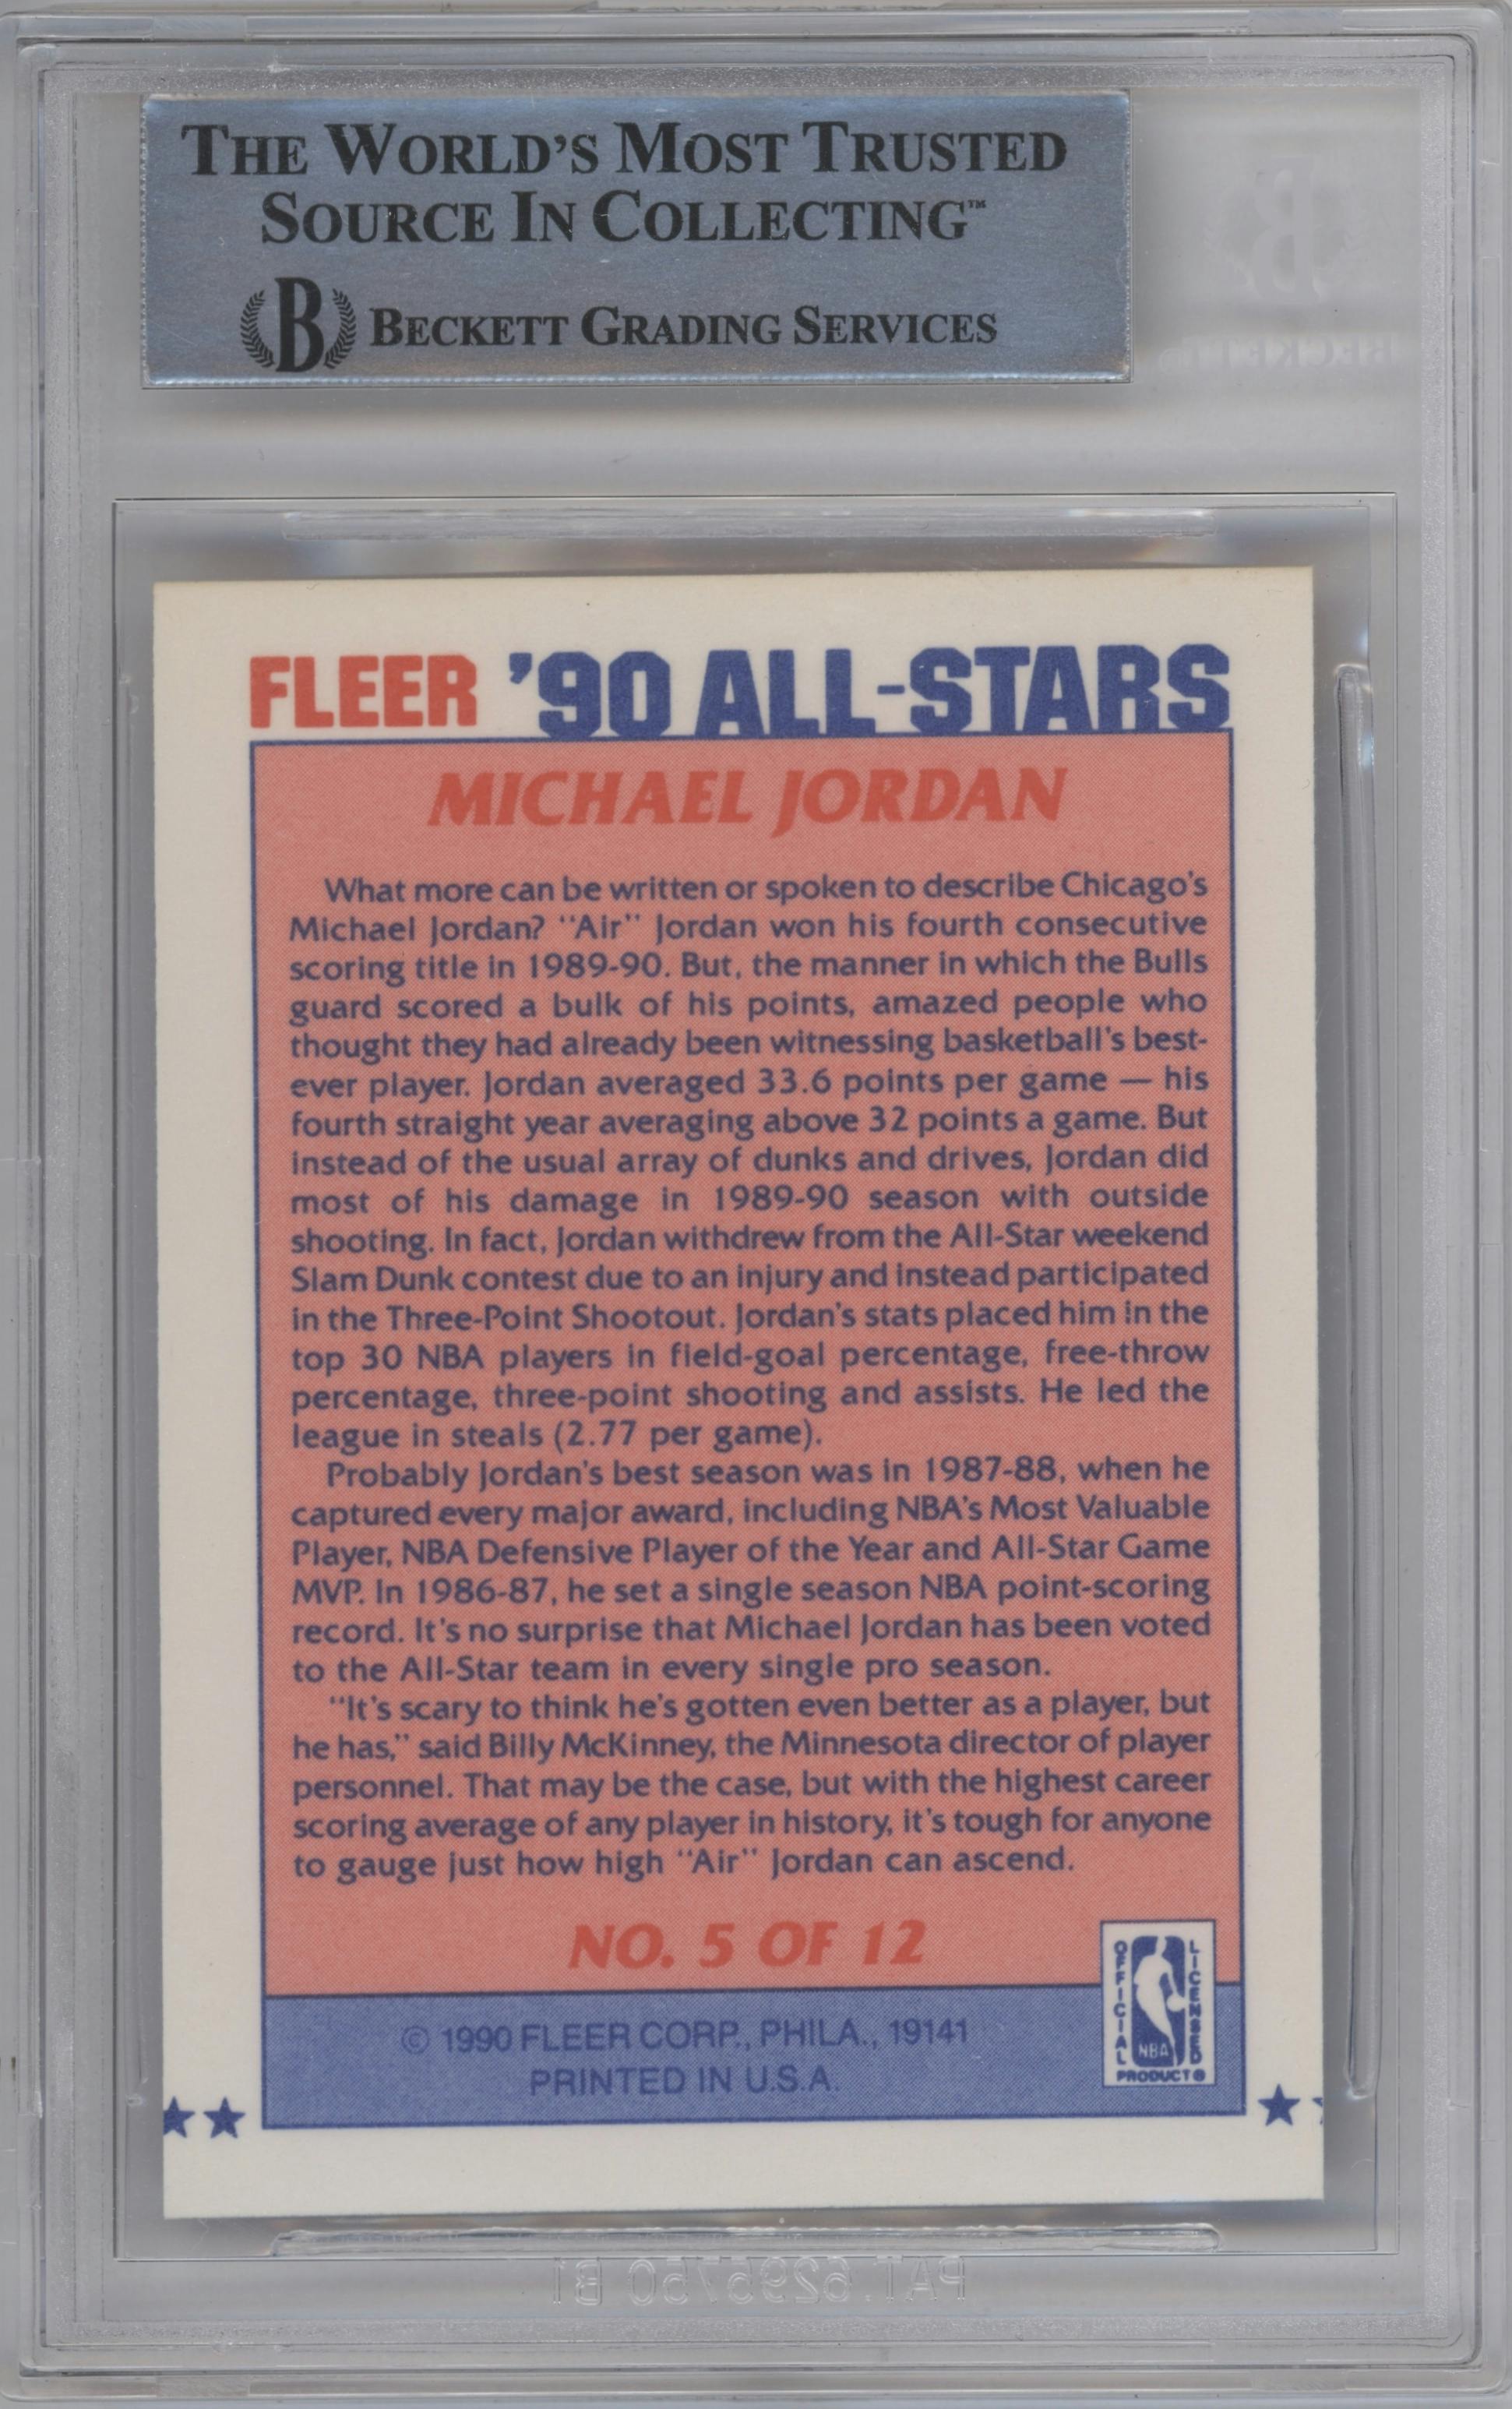 THE WORLD'S MOST TRUSTED
SOURCE IN COLLECTING™
B BECKETT GRADING SERVICES
FLEER '90 ALL-STARS
MICHAEL JORDAN
What more can be written or spoken to describe Chicago's
Michael Jordan? "Air" Jordan won his fourth consecutive
scoring title in 1989-90. But, the manner in which the Bulls
guard scored a bulk of his points, amazed people who
thought they had already been witnessing basketball's best-
ever player. Jordan averaged 33.6 points per game — his
fourth straight year averaging above 32 points a game. But
instead of the usual array of dunks and drives, Jordan did
most of his damage in 1989-90 season with outside
shooting. In fact, Jordan withdrew from the All-Star weekend
Slam Dunk contest due to an injury and instead participated
in the Three-Point Shootout. Jordan's stats placed him in the
top 30 NBA players in field-goal percentage, free-throw
percentage, three-point shooting and assists. He led the
league in steals (2.77 per game).
Probably Jordan's best season was in 1987-88, when he
captured every major award, including NBA's Most Valuable
Player, NBA Defensive Player of the Year and All-Star Game
MVP. In 1986-87, he set a single season NBA point-scoring
record. It's no surprise that Michael Jordan has been voted
to the All-Star team in every single pro season.
"It's scary to think he's gotten even better as a player, but
he has," said Billy McKinney, the Minnesota director of player
personnel. That may be the case, but with the highest career
scoring average of any player in history, it's tough for anyone
to gauge just how high "Air" Jordan can ascend.
NO. 5 OF 12
© 1990 FLEER CORP., PHILA., 19141
PRINTED IN U.S.A.
OFFICIAL
LICENSED
NBA
PRODUCT®
PAT. 6295750 B1